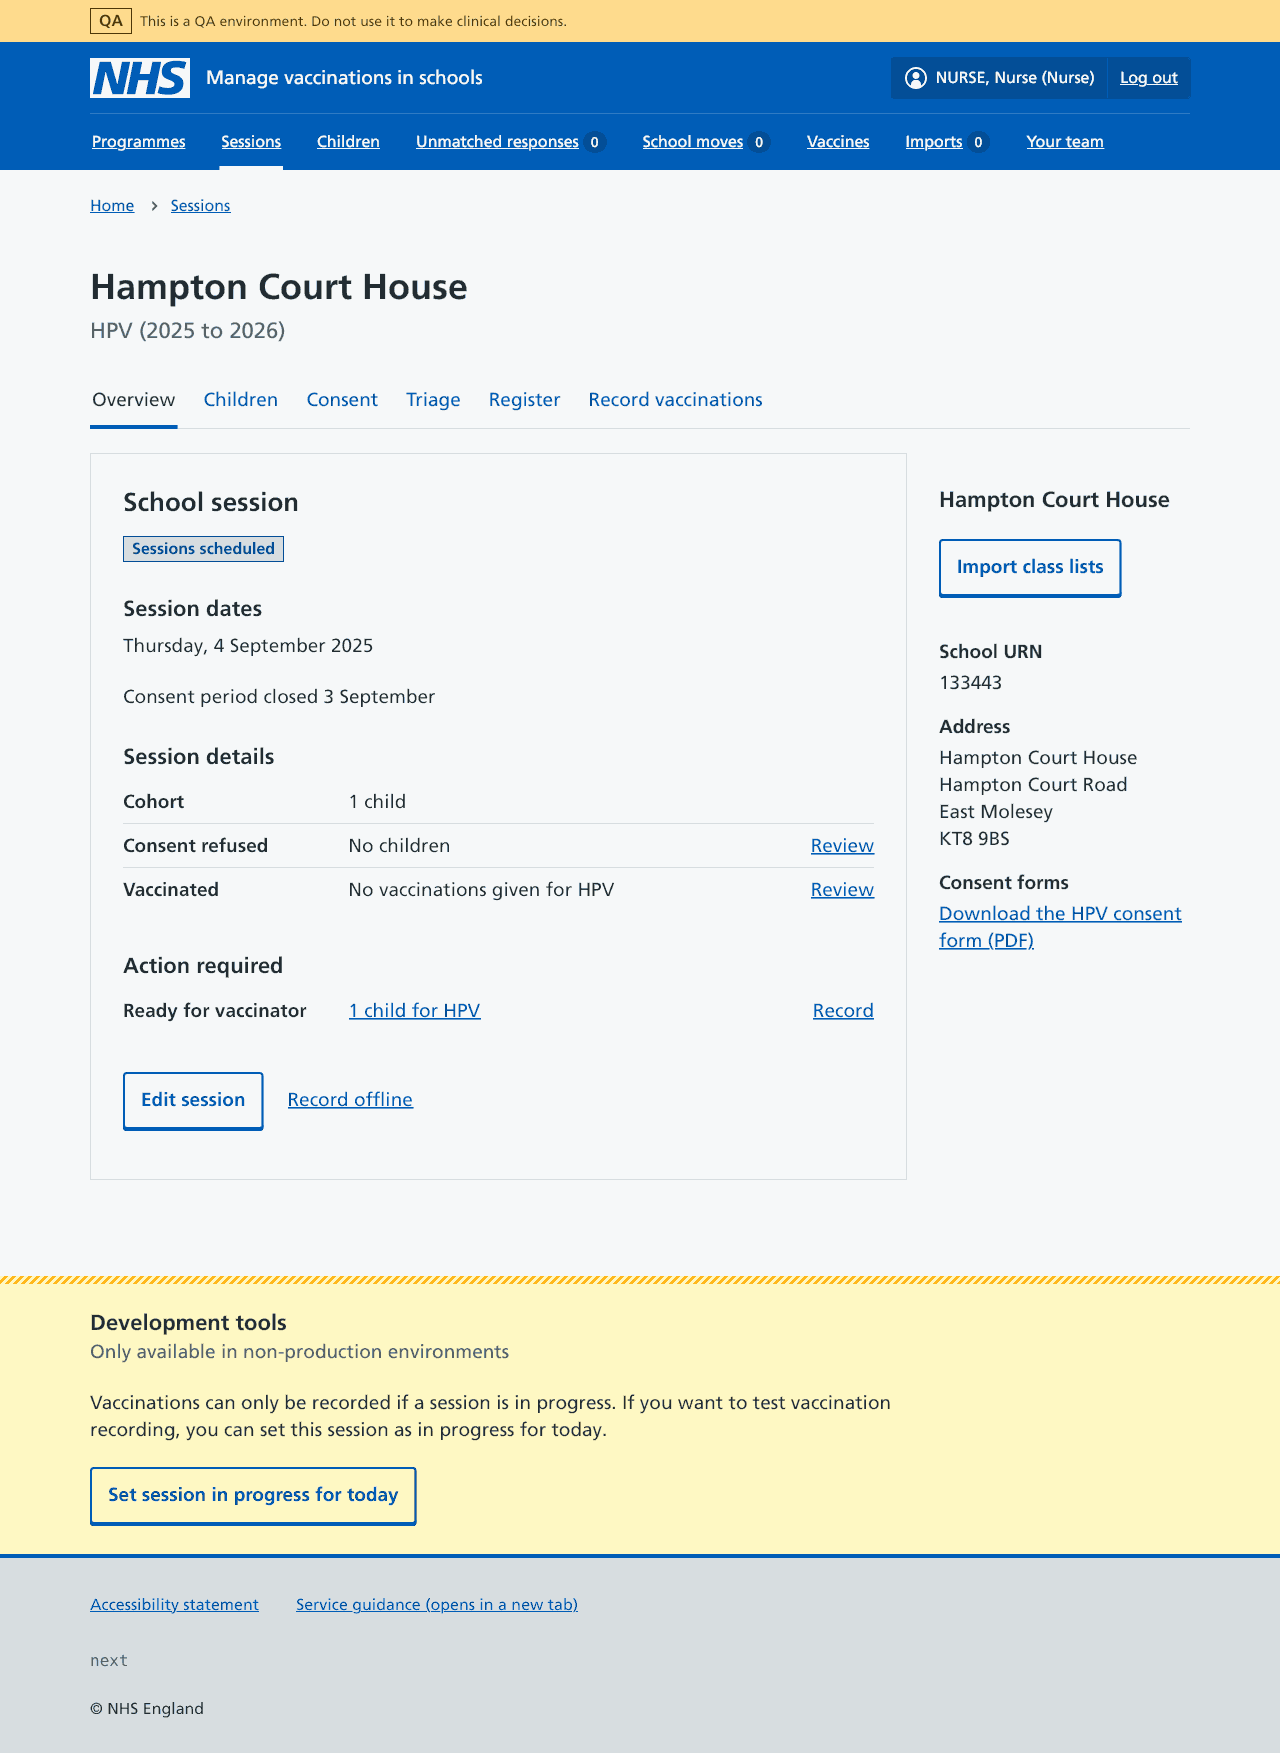 QA This is a QA environment. Do not use it to make clinical decisions.
NHS Manage vaccinations in schools NURSE, Nurse (Nurse) Log out
Programmes Sessions Children Unmatched responses 0 School moves 0 Vaccines Imports 0 Your team
Home Sessions
Hampton Court House
HPV (2025 to 2026)
Overview Children Consent Triage Register Record vaccinations
School session
Sessions scheduled
Session dates
Thursday, 4 September 2025
Consent period closed 3 September
Session details
Cohort 1 child
Consent refused No children Review
Vaccinated No vaccinations given for HPV Review
Action required
Ready for vaccinator 1 child for HPV Record
Edit session Record offline
Hampton Court House
Import class lists
School URN
133443
Address
Hampton Court House
Hampton Court Road
East Molesey
KT8 9BS
Consent forms
Download the HPV consent
form (PDF)
Development tools
Only available in non-production environments
Vaccinations can only be recorded if a session is in progress. If you want to test vaccination
recording, you can set this session as in progress for today.
Set session in progress for today
Accessibility statement Service guidance (opens in a new tab)
next
© NHS England